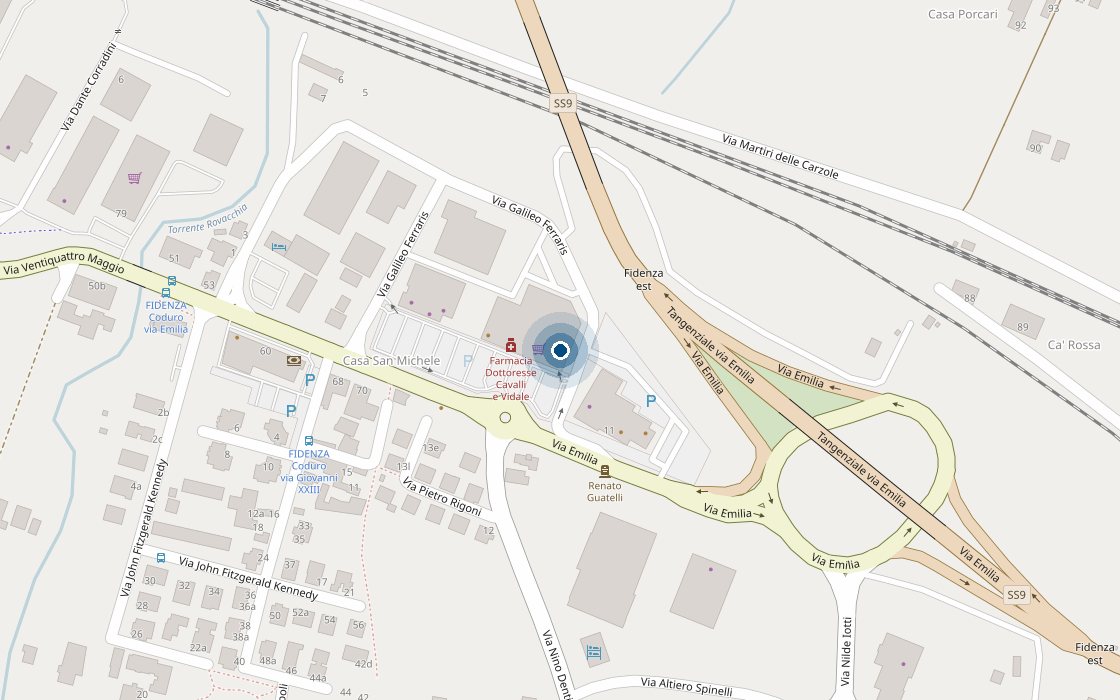 Casa Porcari
93
92
Via Dante Corradini
6
6
5
7
SS9
Via Martiri delle Carzole
90
79
Via Galileo Ferraris
Via Galileo Ferraris
Torrente Rovacchia
3
1
51
53
Via Ventiquattro Maggio
50b
FIDENZA
Coduro
via Emilia
Fidenza
est
88
89
Ca' Rossa
Tangenziale via Emilia
Via Emilia
Via Emilia
60
Casa San Michele
P
P
P
P
Farmacia
Dottoresse
Cavalli
e Vidale
68
70
11
2b
2c
6
4
8
10
FIDENZA
Coduro
via Giovanni
XXIII
15
11
13l
13e
Via Emilia
Renato
Guatelli
Tangenziale via Emilia
4a
Via John Fitzgerald Kennedy
Via Pietro Rigoni
12
12a
16
18
33
35
Via Emilia
Via Emilia
Via Emilia
SS9
Via John Fitzgerald Kennedy
24
30
32
34
37
17
21
28
36
36a
50
52a
54
56
26
38
38a
22a
40
48a
42d
20
44a
44
42
Via Nino Denti
Via Altiero Spinelli
Via Nilde Iotti
Fidenza
est